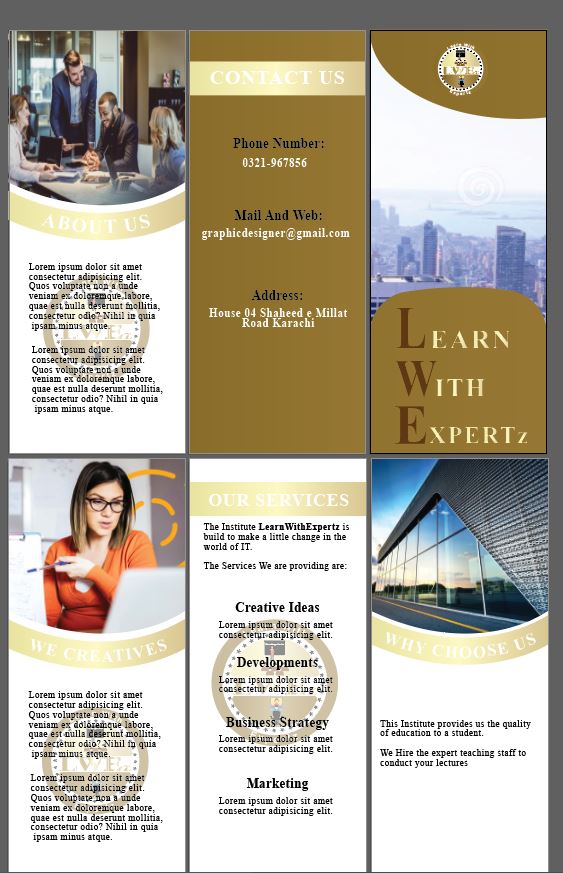 ABOUT US
Lorem ipsum dolor sit amet
consectetur adipisicing elit.
Quos voluptate non a unde
veniam ex doloremque labore,
quae est nulla deserunt mollitia,
consectetur odio? Nihil in quia
ipsam minus atque.
Lorem ipsum dolor sit amet
consectetur adipisicing elit.
Quos voluptate non a unde
veniam ex doloremque labore,
quae est nulla deserunt mollitia,
consectetur odio? Nihil in quia
ipsam minus atque.
CONTACT US
Phone Number:
0321-967856
Mail And Web:
graphicdesigner@gmail.com
Address:
House 04 Shaheed e Millat
Road Karachi
LEARN
WITH
EXPERTz
WE CREATIVES
Lorem ipsum dolor sit amet
consectetur adipisicing elit.
Quos voluptate non a unde
veniam ex doloremque labore,
quae est nulla deserunt mollitia,
consectetur odio? Nihil in quia
ipsam minus atque.
Lorem ipsum dolor sit amet
consectetur adipisicing elit.
Quos voluptate non a unde
veniam ex doloremque labore,
quae est nulla deserunt mollitia,
consectetur odio? Nihil in quia
ipsam minus atque.
OUR SERVICES
The Institute LearnWithExpertz is
build to make a little change in the
world of IT.
The Services We are providing are:
Creative Ideas
Lorem ipsum dolor sit amet
consectetur adipisicing elit.
Developments
Lorem ipsum dolor sit amet
consectetur adipisicing elit.
Business Strategy
Lorem ipsum dolor sit amet
consectetur adipisicing elit.
Marketing
Lorem ipsum dolor sit amet
consectetur adipisicing elit.
WHY CHOOSE US
This Institute provides us the quality
of education to a student.
We Hire the expert teaching staff to
conduct your lectures